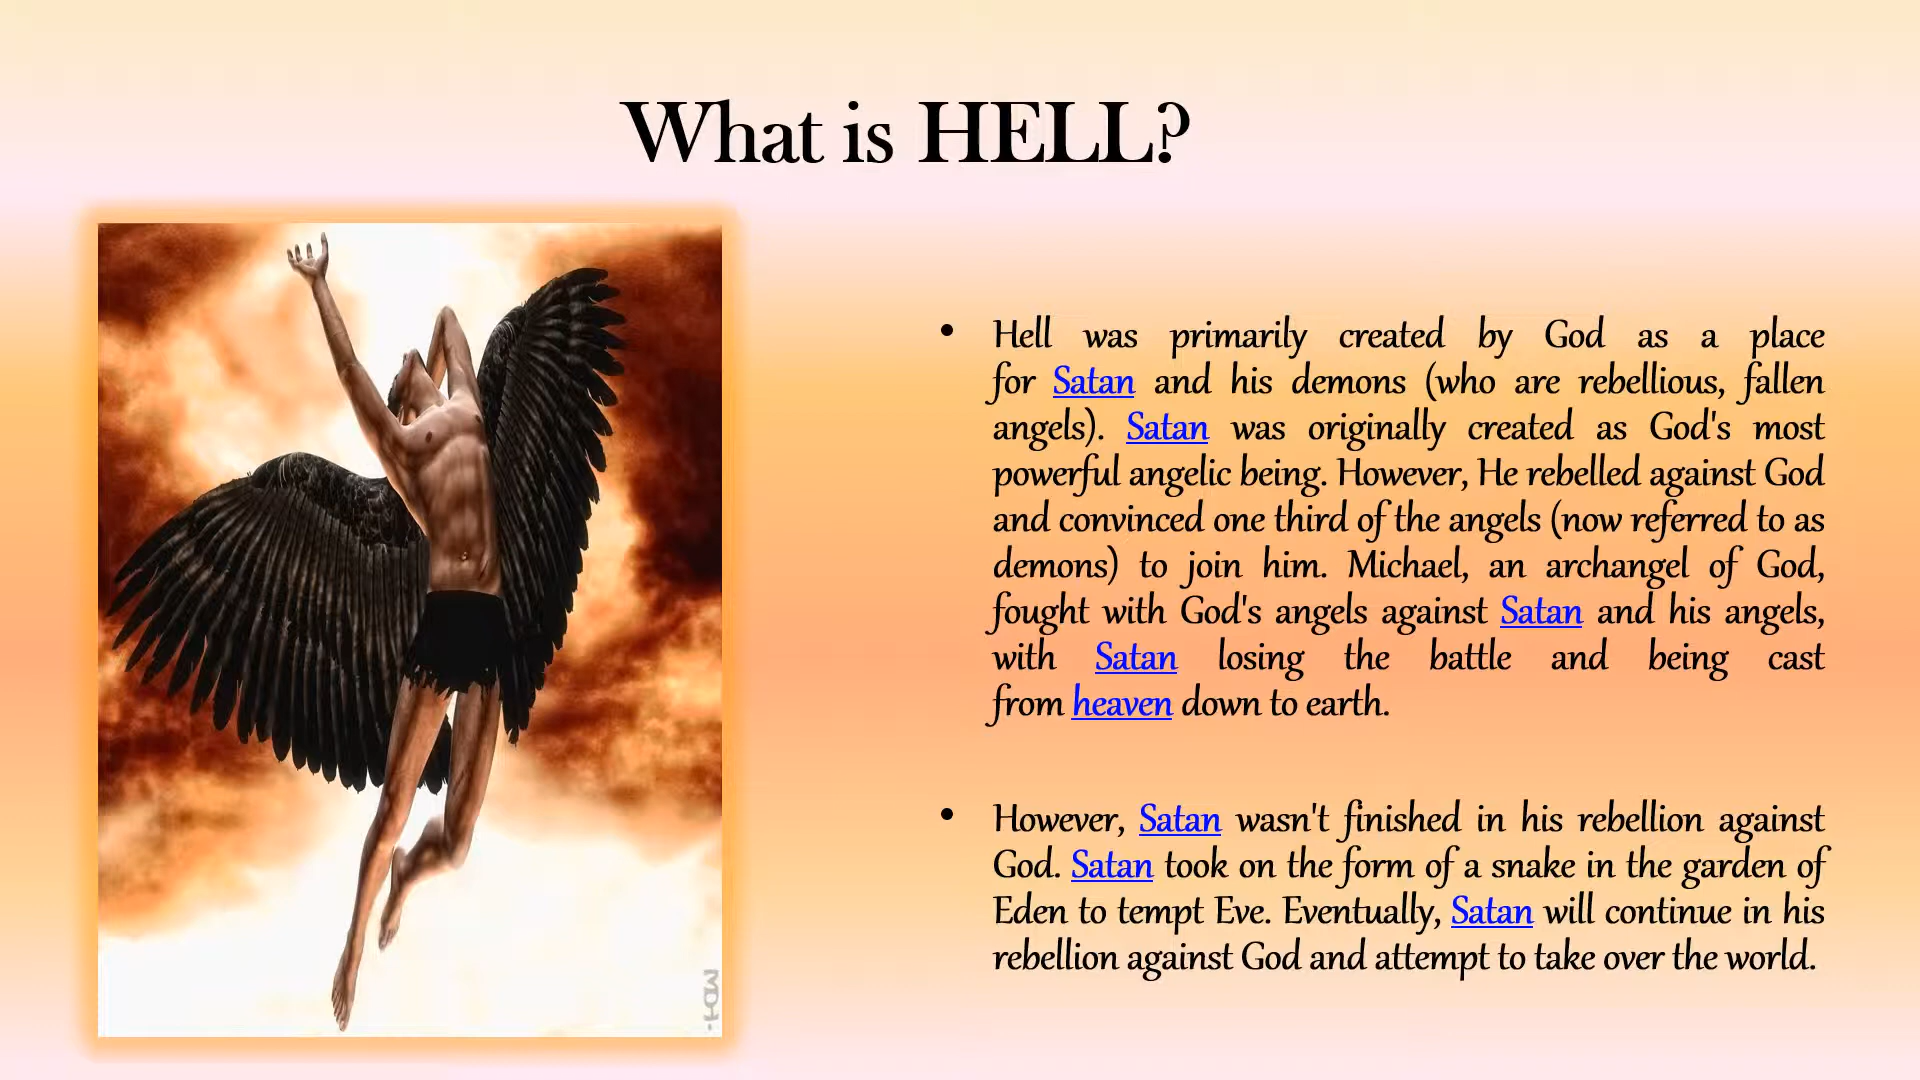 What is HELL?
• Hell was primarily created by God as a place
for Satan and his demons (who are rebellious, fallen
angels). Satan was originally created as God's most
powerful angelic being. However, He rebelled against God
and convinced one third of the angels (now referred to as
demons) to join him. Michael, an archangel of God,
fought with God's angels against Satan and his angels,
with Satan losing the battle and being cast
from heaven down to earth.
• However, Satan wasn't finished in his rebellion against
God. Satan took on the form of a snake in the garden of
Eden to tempt Eve. Eventually, Satan will continue in his
rebellion against God and attempt to take over the world.
MDH.